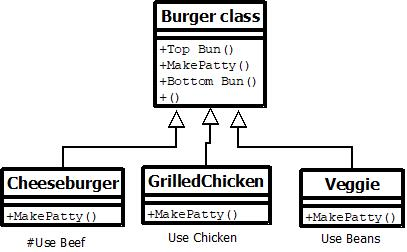 Burger class
+Top Bun()
+MakePatty()
+Bottom Bun()
+()
Cheeseburger
+MakePatty()
#Use Beef
GrilledChicken
+MakePatty()
Use Chicken
Veggie
+MakePatty()
Use Beans